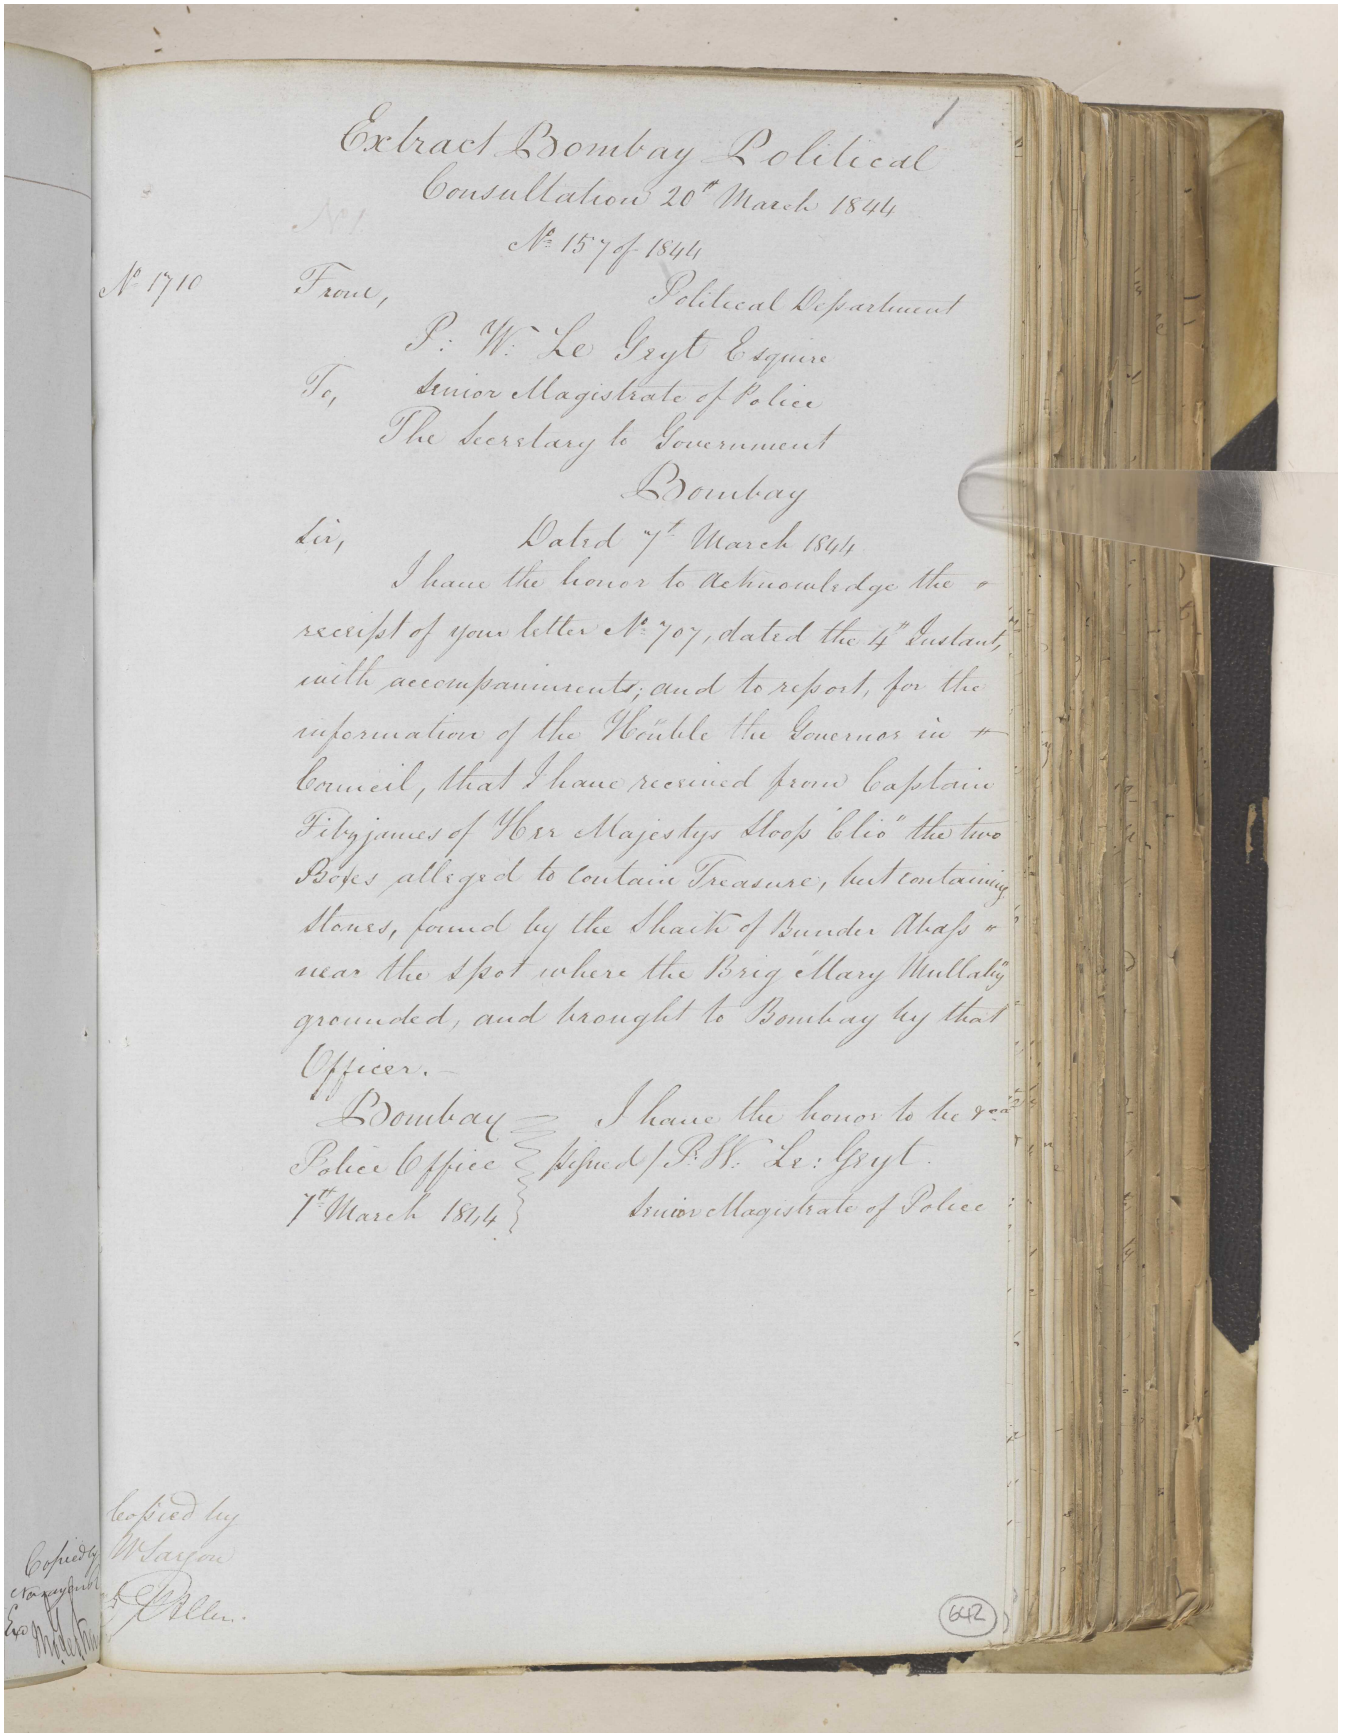 1
Extract Bombay Political
Consultation 20th March 1844
No 1
No 157 of 1844
No 1710
From,
Political Department
P: W: Le Geyt Esquire
To,
Senior Magistrate of Police
The Secretary to Government
Bombay
Sir,
Dated 7th March 1844
I have the honor to acknowledge the "
receipt of your letter No 707, dated the 4th Instant,
with accompaniments; and to report, for the
information of the Honble the Governor in "
Council, that I have received from Captain
Fitzjames of Her Majestys Sloop "Clio" the two
Boxes alleged to contain Treasure, but containing
stones, found by the Shaik of Bunder Abass "
near the spot where the Brig "Mary Mullaby"
grounded, and brought to Bombay by that
Officer. –
Bombay
I have the honor to be &ca
Police Office
signed / P: W: Le: Geyt.
7th March 1844
Senior Magistrate of Police
Copied by
Copied by
Ex
642